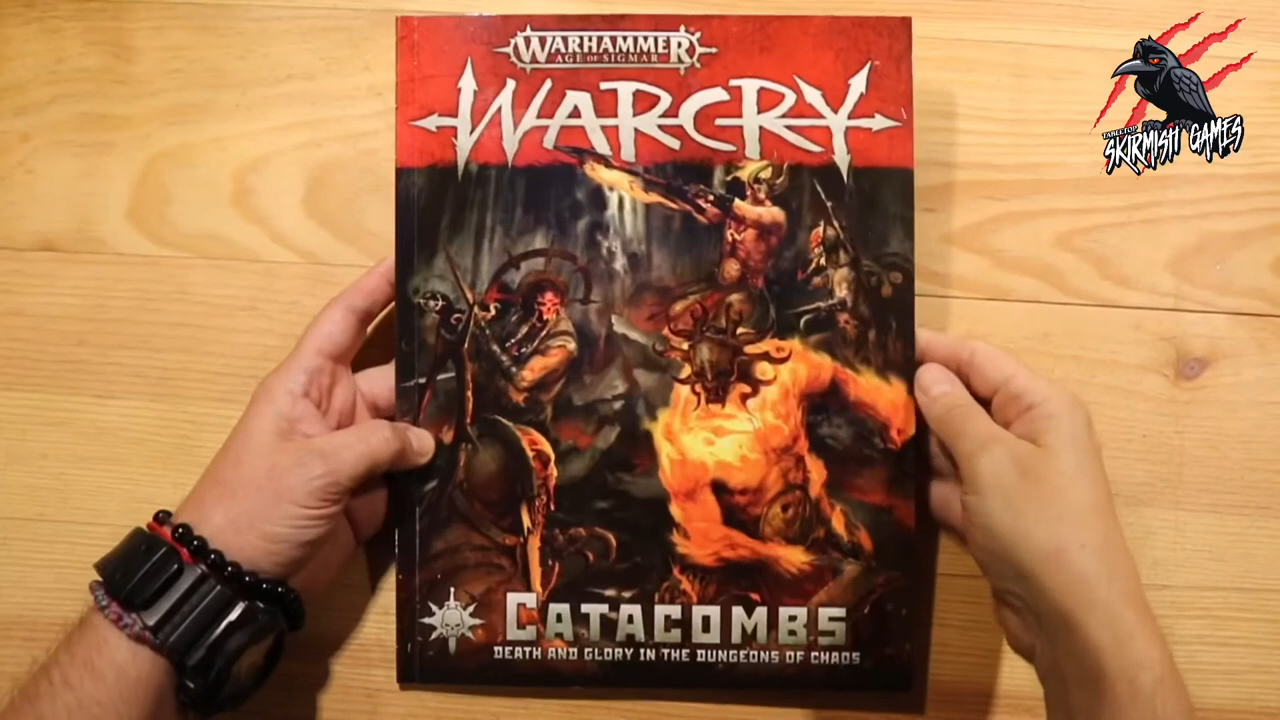 WARHAMMER
AGE OF SIGMAR
WARCRY
CATACOMBS
DEATH AND GLORY IN THE DUNGEONS OF CHAOS
TABLETOP
SKIRMISH GAMES